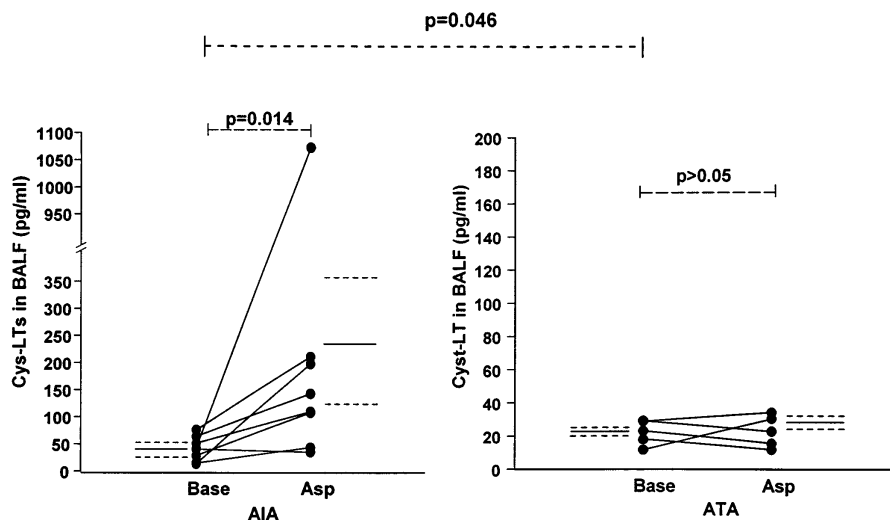 p=0.046
p=0.014
Cys-LTs in BALF (pg/ml)
1100
1050
1000
950
350
300
250
200
150
100
50
0
Base Asp
AIA
p>0.05
Cyst-LT in BALF (pg/ml)
200
180
160
140
120
100
80
60
40
20
0
Base Asp
ATA